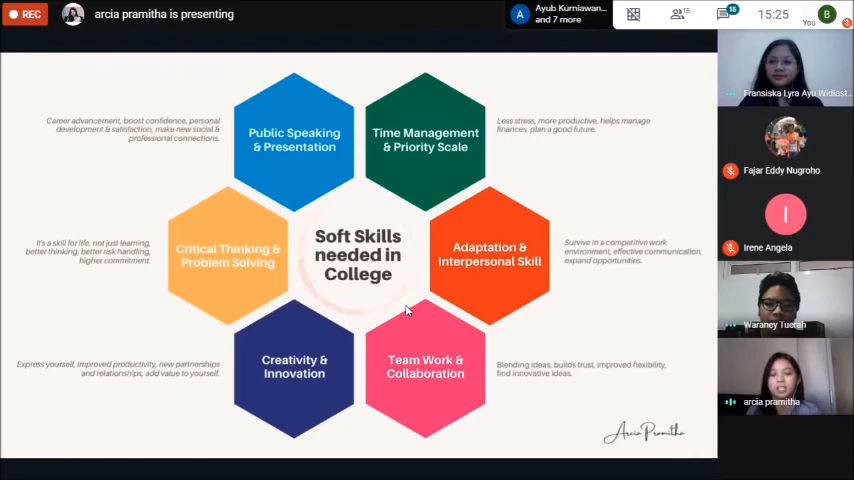 REC
arcia pramitha is presenting
A
Ayub Kurniawan...
and 7 more
15
15
15:25
You
B
Career advancement, boost confidence, personal
development & satisfaction, make new social &
professional connections.
Public Speaking
& Presentation
Time Management
& Priority Scale
Less stress, more productive, helps manage
finances, plan a good future.
It's a skill for life, not just learning,
better thinking, better risk handling,
higher commitment.
Critical Thinking &
Problem Solving
Soft Skills
needed in
College
Adaptation &
Interpersonal Skill
Survive in a competitive work
environment, effective communication,
expand opportunities.
Express yourself, improved productivity, new partnerships
and relationships, add value to yourself.
Creativity &
Innovation
Team Work &
Collaboration
Blending ideas, builds trust, improved flexibility,
find innovative ideas.
Arcia Pramitha
Fransiska Lyra Ayu Widiast...
Fajar Eddy Nugroho
I
Irene Angela
Waraney Tuerah
arcia pramitha